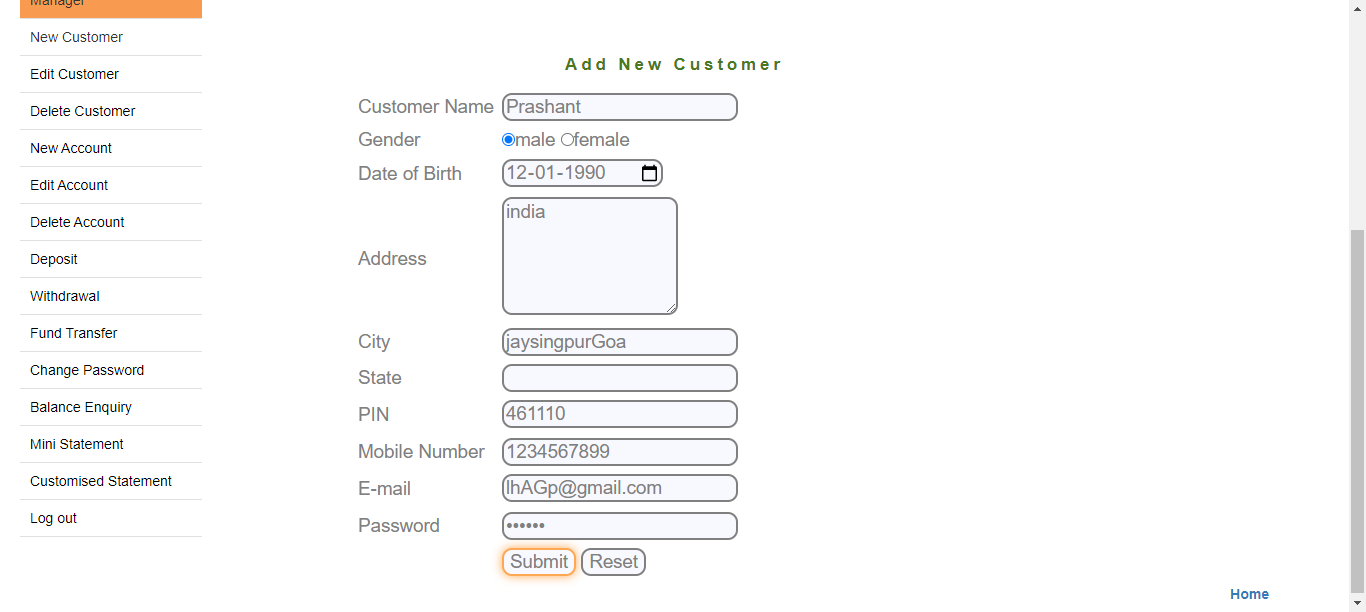 Manager
New Customer
Edit Customer
Delete Customer
New Account
Edit Account
Delete Account
Deposit
Withdrawal
Fund Transfer
Change Password
Balance Enquiry
Mini Statement
Customised Statement
Log out
Add New Customer
Customer Name Prashant
Gender male female
Date of Birth 12-01-1990
Address india
City jaysingpurGoa
State
PIN 461110
Mobile Number 1234567899
E-mail lhAGp@gmail.com
Password ••••••
Submit Reset
Home